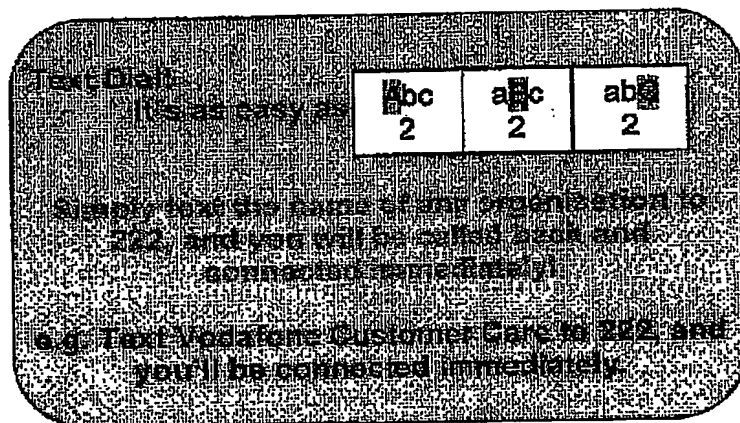 Text Dial!
It's as easy as
Abc aBc abC
2 2 2
Simply text the name of any organization to
222, and you will be called back and
connected immediately!
e.g. Text Vodafone Customer Care to 222, and
you'll be connected immediately.